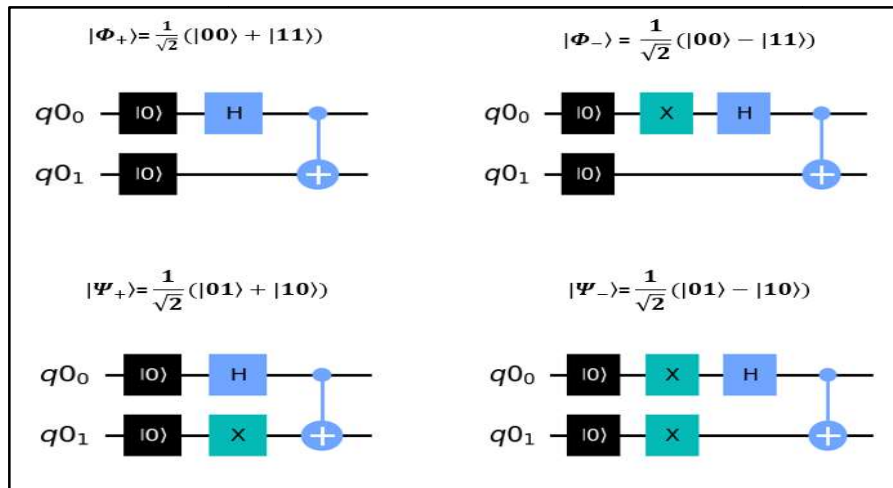 |Φ₊⟩=1/√2(|00⟩ + |11⟩)
|Φ₋⟩ = 1/√2(|00⟩ − |11⟩)
q0₀ |0⟩ H
q0₁ |0⟩
q0₀ |0⟩ X H
q0₁ |0⟩
|Ψ₊⟩=1/√2(|01⟩ + |10⟩)
|Ψ₋⟩=1/√2(|01⟩ − |10⟩)
q0₀ |0⟩ H
q0₁ |0⟩ X
q0₀ |0⟩ X H
q0₁ |0⟩ X